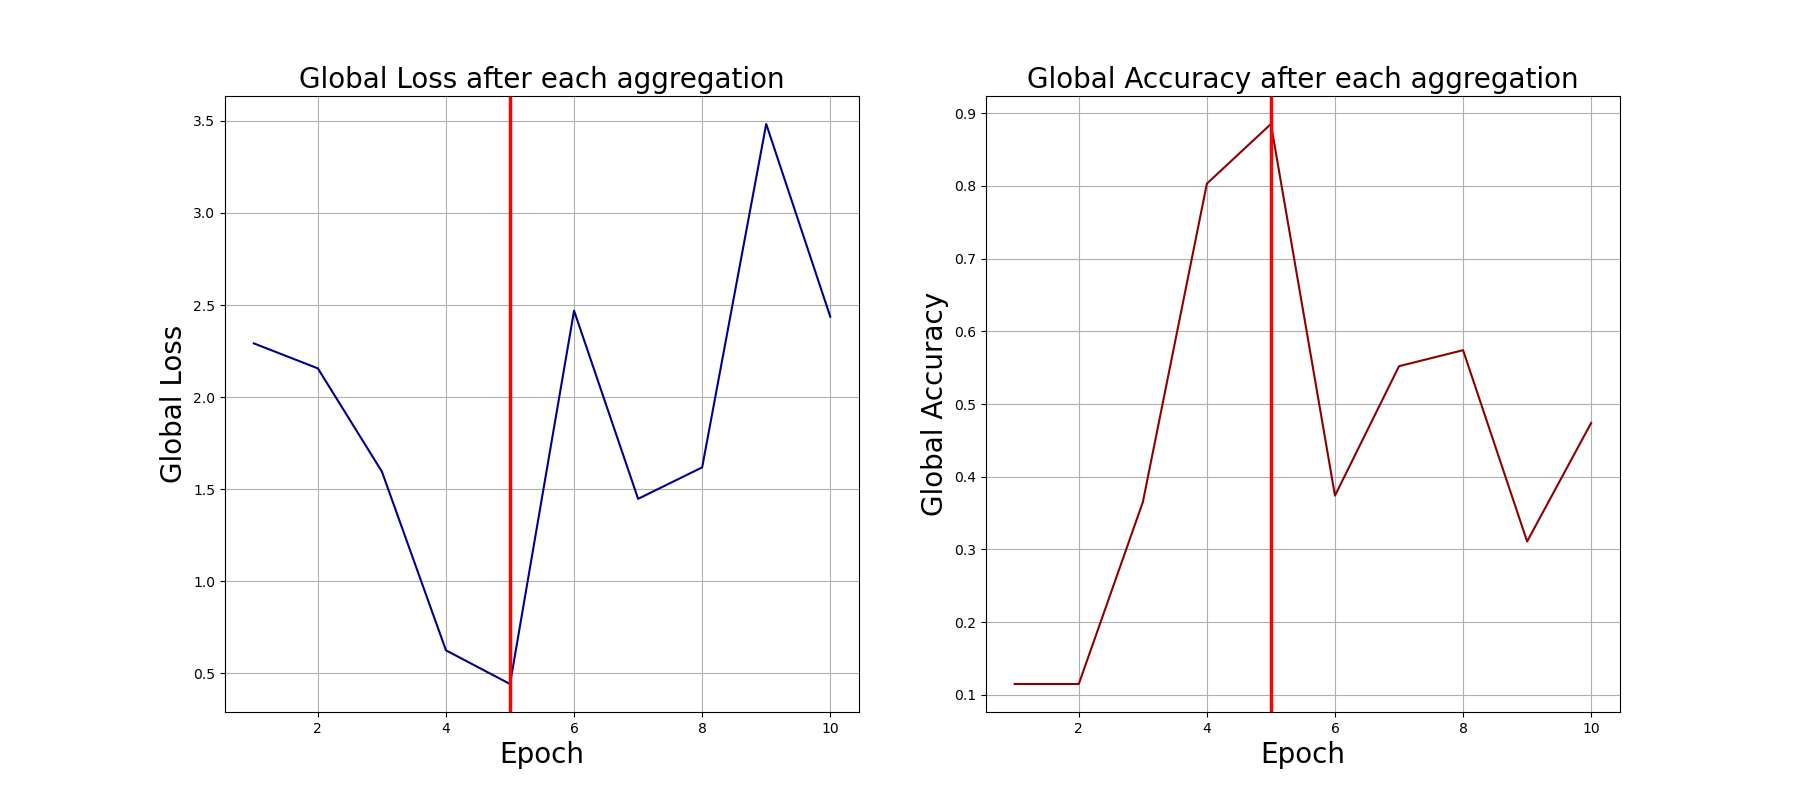 Global Loss after each aggregation
3.5
3.0
2.5
2.0
1.5
1.0
0.5
Global Loss
2 4 6 8 10
Epoch
Global Accuracy after each aggregation
0.9
0.8
0.7
0.6
0.5
0.4
0.3
0.2
0.1
Global Accuracy
2 4 6 8 10
Epoch